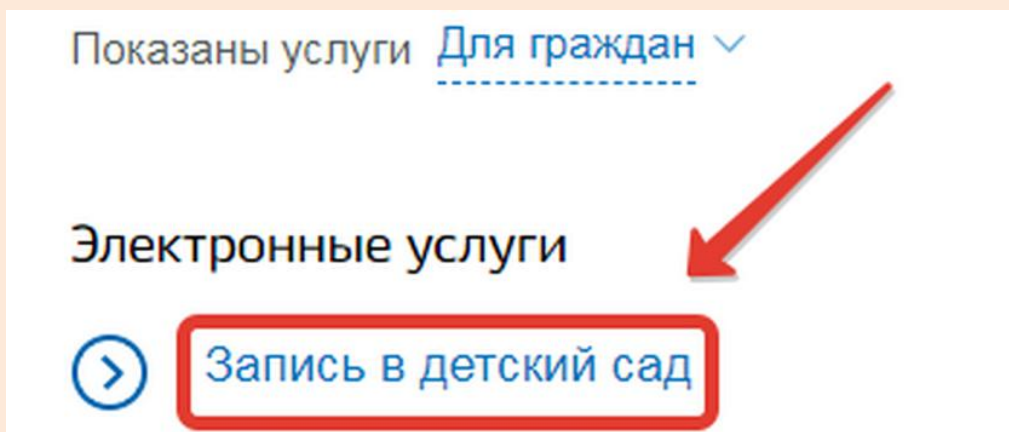 Показаны услуги Для граждан
Электронные услуги
Запись в детский сад